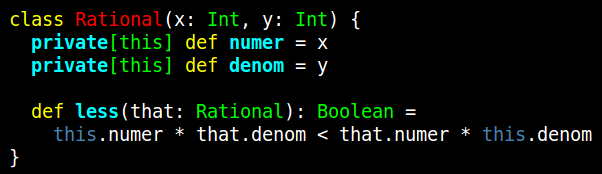 class Rational(x: Int, y: Int) {
  private[this] def numer = x
  private[this] def denom = y

  def less(that: Rational): Boolean =
    this.numer * that.denom < that.numer * this.denom
}